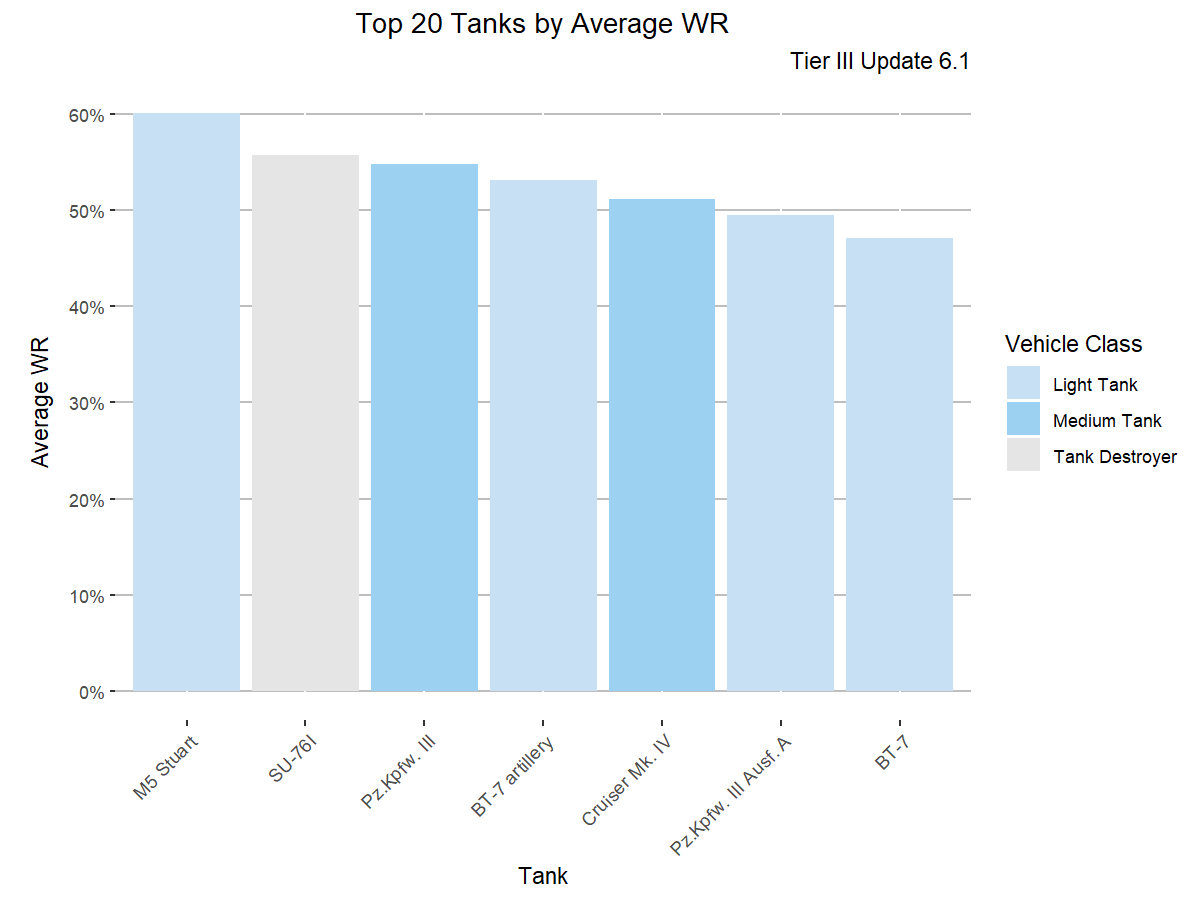 Top 20 Tanks by Average WR
Tier III Update 6.1
60%
50%
40%
30%
20%
10%
0%
Average WR
M5 Stuart
SU-76I
Pz.Kpfw. III
BT-7 artillery
Cruiser Mk. IV
Pz.Kpfw. III Ausf. A
BT-7
Tank
Vehicle Class
Light Tank
Medium Tank
Tank Destroyer